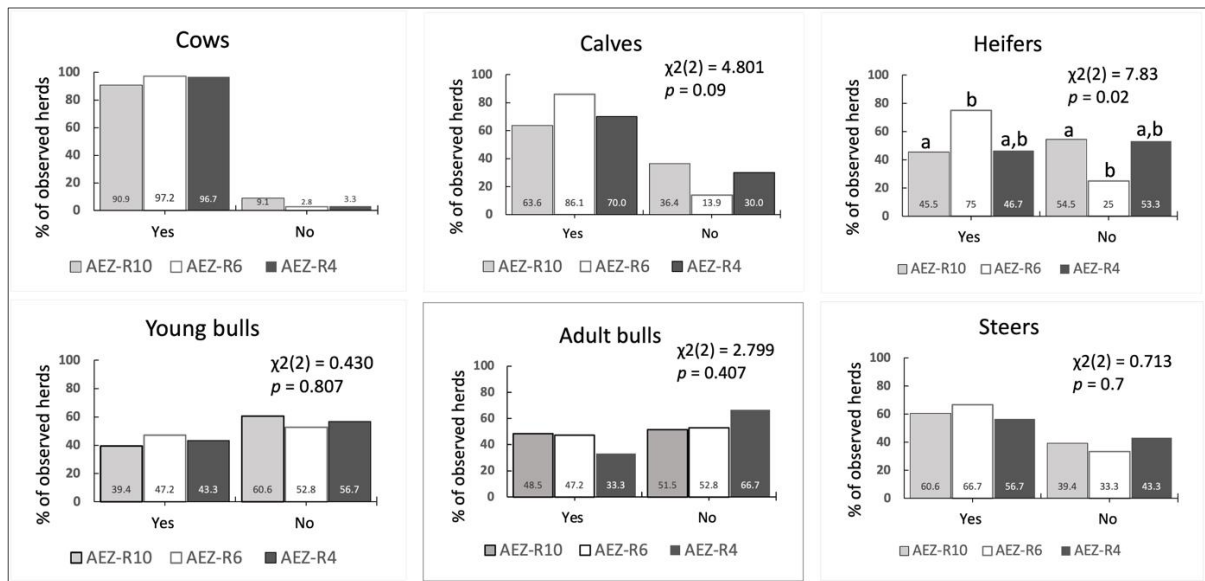 Cows
% of observed herds
100
80
60
40
20
0
90.9 97.2 96.7 9.1 2.8 3.3
Yes No
AEZ-R10 AEZ-R6 AEZ-R4
Calves
χ2(2) = 4.801
p = 0.09
% of observed herds
100
80
60
40
20
0
63.6 86.1 70.0 36.4 13.9 30.0
Yes No
AEZ-R10 AEZ-R6 AEZ-R4
Heifers
χ2(2) = 7.83
p = 0.02
% of observed herds
100
80
60
40
20
0
a b a,b a b a,b
45.5 75 46.7 54.5 25 53.3
Yes No
AEZ-R10 AEZ-R6 AEZ-R4
Young bulls
χ2(2) = 0.430
p = 0.807
% of observed herds
100
80
60
40
20
0
39.4 47.2 43.3 60.6 52.8 56.7
Yes No
AEZ-R10 AEZ-R6 AEZ-R4
Adult bulls
χ2(2) = 2.799
p = 0.407
% of observed herds
100
80
60
40
20
0
48.5 47.2 33.3 51.5 52.8 66.7
Yes No
AEZ-R10 AEZ-R6 AEZ-R4
Steers
χ2(2) = 0.713
p = 0.7
% of observed herds
100
80
60
40
20
0
60.6 66.7 56.7 39.4 33.3 43.3
Yes No
AEZ-R10 AEZ-R6 AEZ-R4